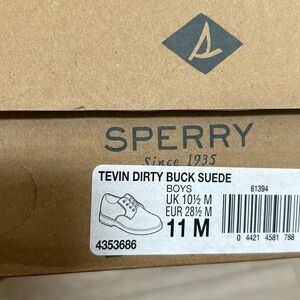 SPERRY
Since 1935
TEVIN DIRTY BUCK SUEDE
BOYS 61394
UK 10½ M
EUR 28½ M
11 M
4353686
0 4421 4581 788